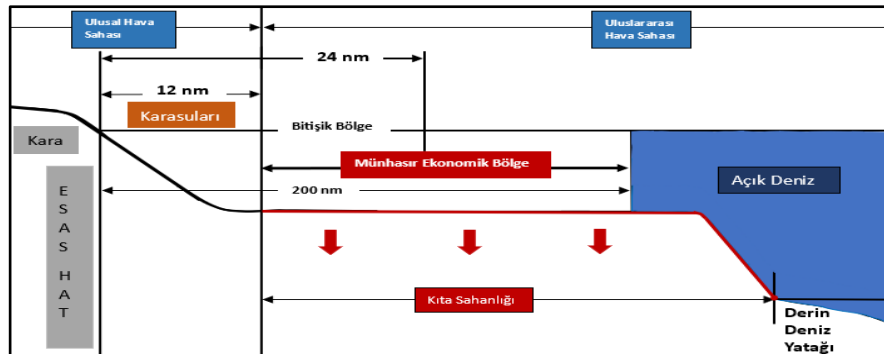 Ulusal Hava
Sahası
Uluslararası
Hava Sahası
24 nm
12 nm
Karasuları
Bitişik Bölge
Kara
Münhasır Ekonomik Bölge
200 nm
Açık Deniz
E
S
A
S
H
A
T
Kıta Sahanlığı
Derin
Deniz
Yatağı